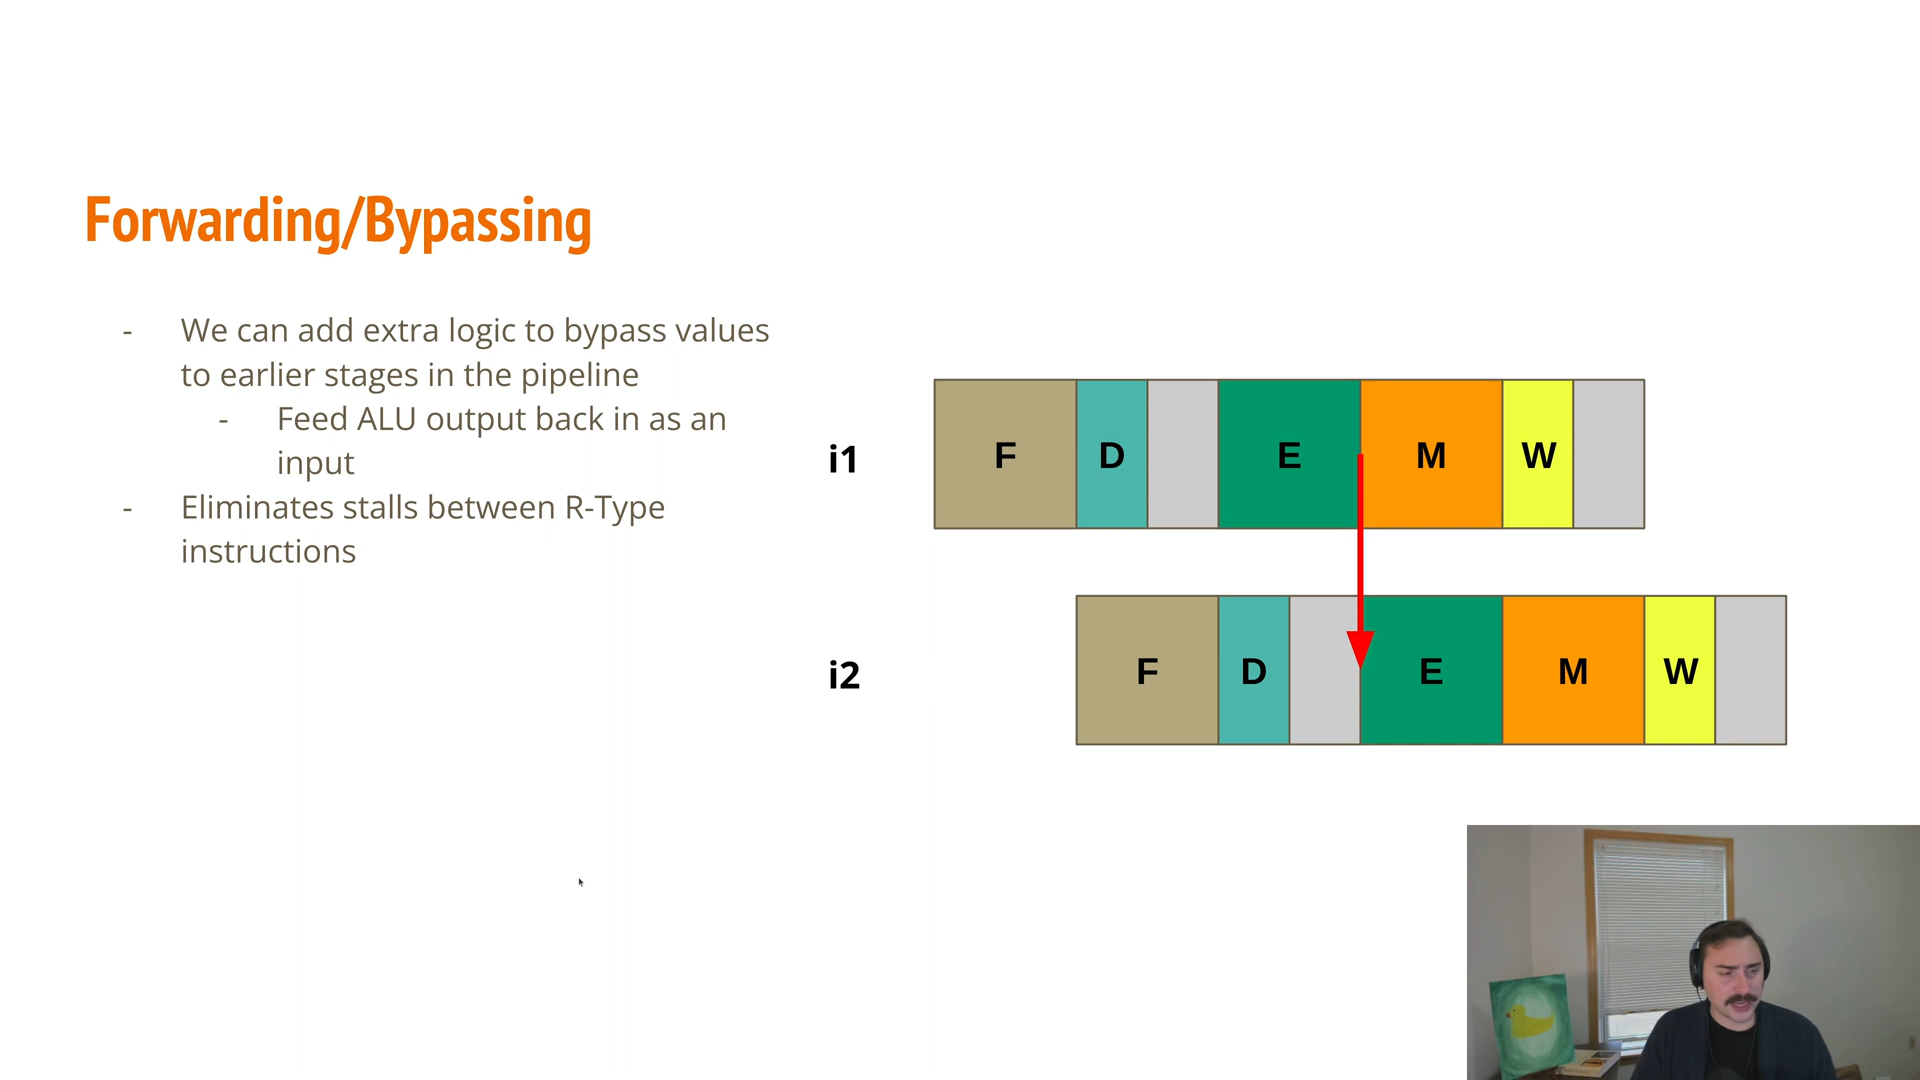 Forwarding/Bypassing
- We can add extra logic to bypass values
to earlier stages in the pipeline
- Feed ALU output back in as an
input
- Eliminates stalls between R-Type
instructions
i1 F D E M W
i2 F D E M W